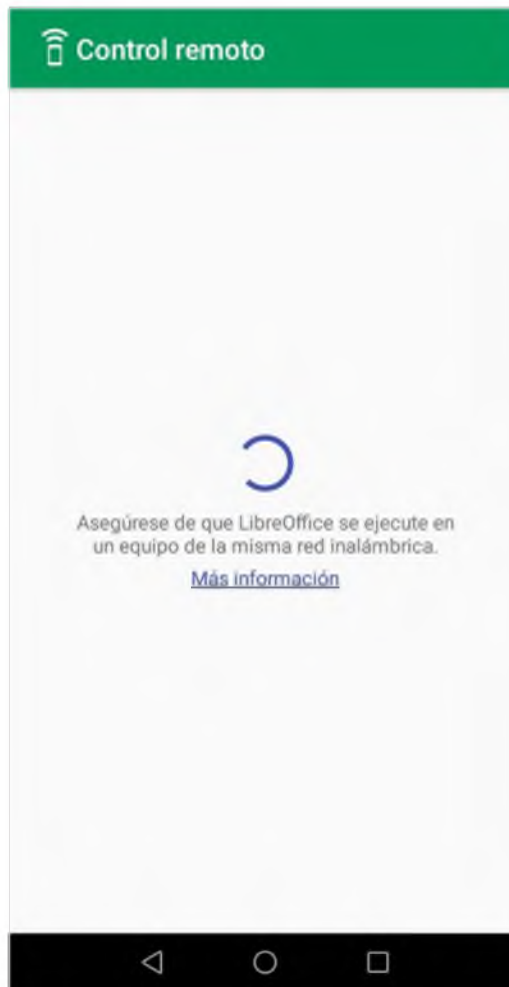 Control remoto
Asegúrese de que LibreOffice se ejecute en
un equipo de la misma red inalámbrica.
Más información